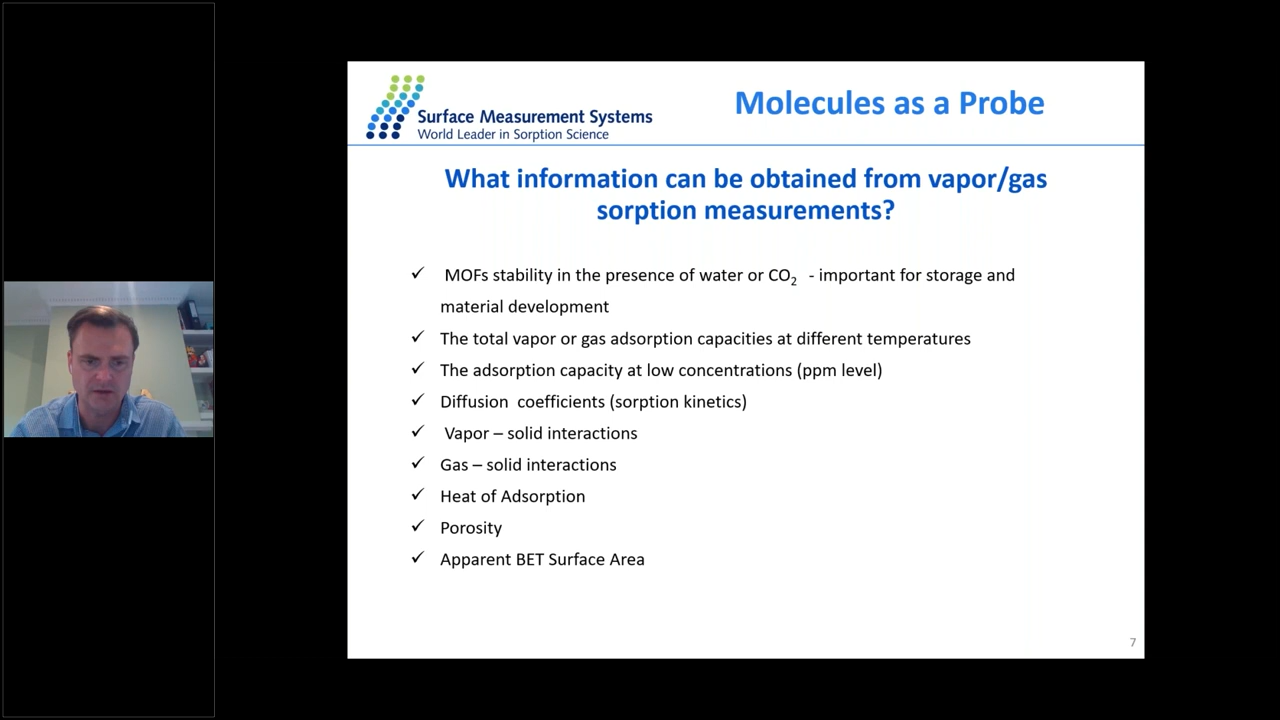 Surface Measurement Systems
World Leader in Sorption Science
Molecules as a Probe
What information can be obtained from vapor/gas
sorption measurements?
✓ MOFs stability in the presence of water or CO₂ - important for storage and
material development
✓ The total vapor or gas adsorption capacities at different temperatures
✓ The adsorption capacity at low concentrations (ppm level)
✓ Diffusion coefficients (sorption kinetics)
✓ Vapor – solid interactions
✓ Gas – solid interactions
✓ Heat of Adsorption
✓ Porosity
✓ Apparent BET Surface Area
7